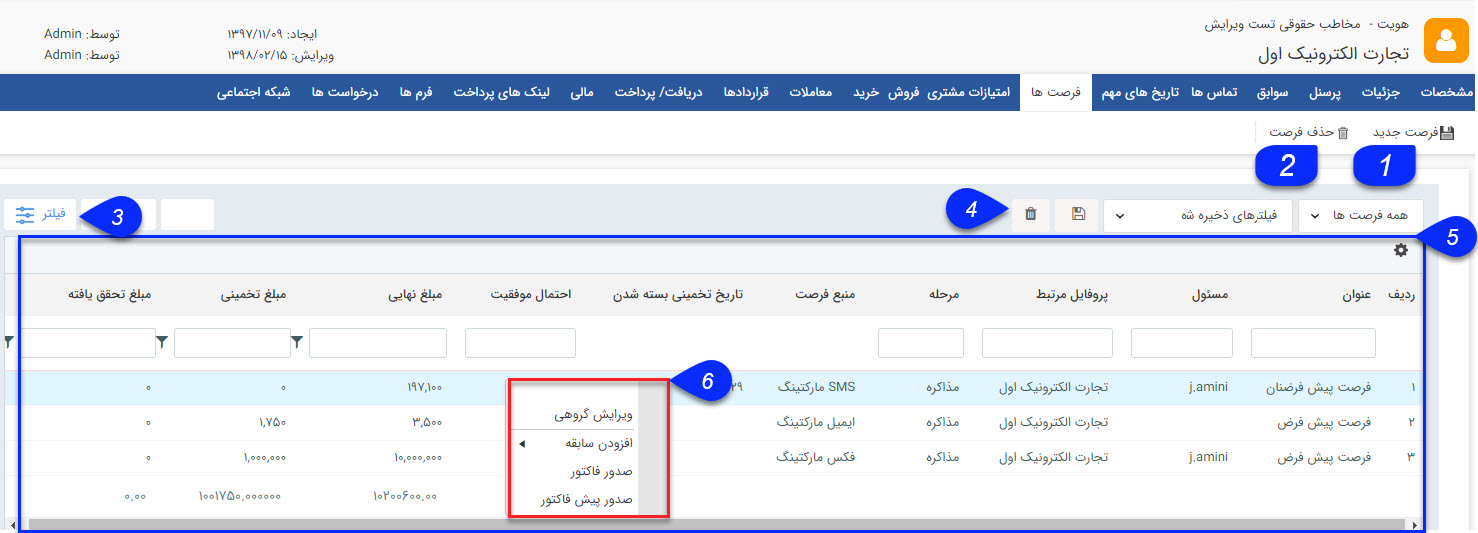 هویت - مخاطب حقوقی تست ویرایش
تجارت الکترونیک اول
ایجاد: ۱۳۹۷/۱۱/۰۹ توسط: Admin
ویرایش: ۱۳۹۸/۰۲/۱۵ توسط: Admin
مشخصات جزئیات پرسنل سوابق تماس ها تاریخ های مهم فرصت ها امتیازات مشتری فروش خرید معاملات قراردادها دریافت/ پرداخت مالی لینک های پرداخت فرم ها درخواست ها شبکه اجتماعی
فرصت جدید حذف فرصت
1 2
همه فرصت ها فیلترهای ذخیره شه 4 3 فیلتر
5
ردیف عنوان مسئول پروفایل مرتبط مرحله منبع فرصت تاریخ تخمینی بسته شدن احتمال موفقیت مبلغ نهایی مبلغ تخمینی مبلغ تحقق یافته
6
۱ فرصت پیش فرضنان j.amini تجارت الکترونیک اول مذاکره SMS مارکتینگ ۲۹ ۱۹۷,۱۰۰ ۰ ۰
۲ فرصت پیش فرض تجارت الکترونیک اول مذاکره ایمیل مارکتینگ ۳,۵۰۰ ۱,۷۵۰ ۰
۳ فرصت پیش فرض j.amini تجارت الکترونیک اول مذاکره فکس مارکتینگ ۱۰,۰۰۰,۰۰۰ ۱,۰۰۰,۰۰۰ ۰
۱۰۲۰۰۶۰۰.۰۰ ۱۰۰۱۷۵۰.۰۰۰۰۰۰ ۰.۰۰
ویرایش گروهی
افزودن سابقه
صدور فاکتور
صدور پیش فاکتور